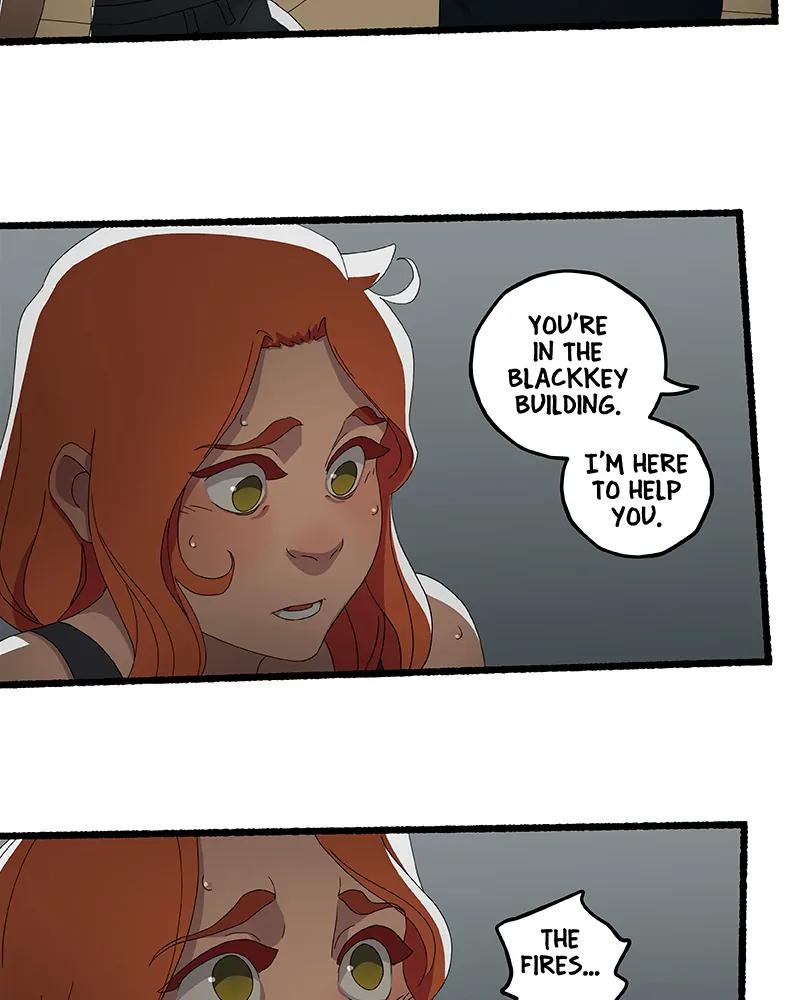 YOU'RE
IN THE
BLACKKEY
BUILDING.
I'M HERE
TO HELP
YOU.
THE
FIRES...